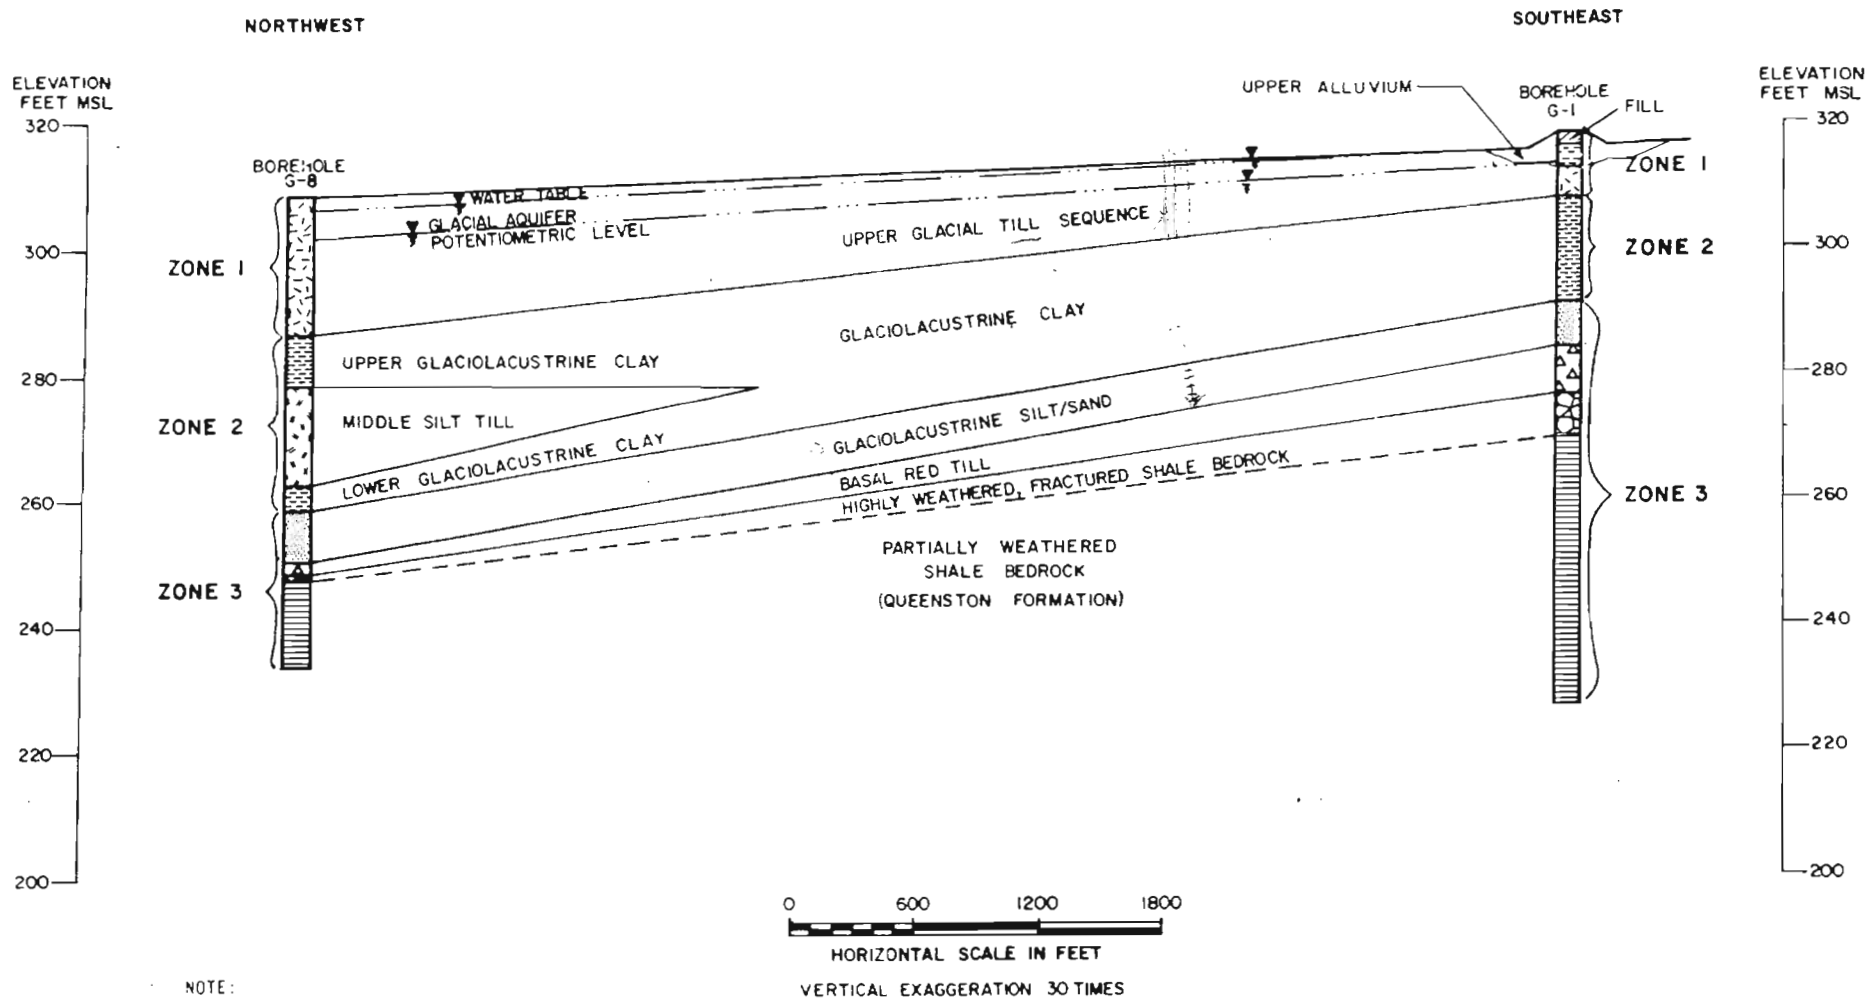 NORTHWEST
SOUTHEAST
ELEVATION
FEET MSL
ELEVATION
FEET MSL
UPPER ALLUVIUM
BOREHOLE
G-1
FILL
320
300
280
260
240
220
200
320
300
280
260
240
220
200
BOREHOLE
G-8
WATER TABLE
GLACIAL AQUIFER
POTENTIOMETRIC LEVEL
ZONE 1
ZONE 2
ZONE 3
ZONE 1
ZONE 2
ZONE 3
UPPER GLACIAL TILL SEQUENCE
GLACIOLACUSTRINE CLAY
UPPER GLACIOLACUSTRINE CLAY
MIDDLE SILT TILL
LOWER GLACIOLACUSTRINE CLAY
GLACIOLACUSTRINE SILT/SAND
BASAL RED TILL
HIGHLY WEATHERED, FRACTURED SHALE BEDROCK
PARTIALLY WEATHERED
SHALE BEDROCK
(QUEENSTON FORMATION)
0 600 1200 1800
HORIZONTAL SCALE IN FEET
NOTE:
VERTICAL EXAGGERATION 30 TIMES